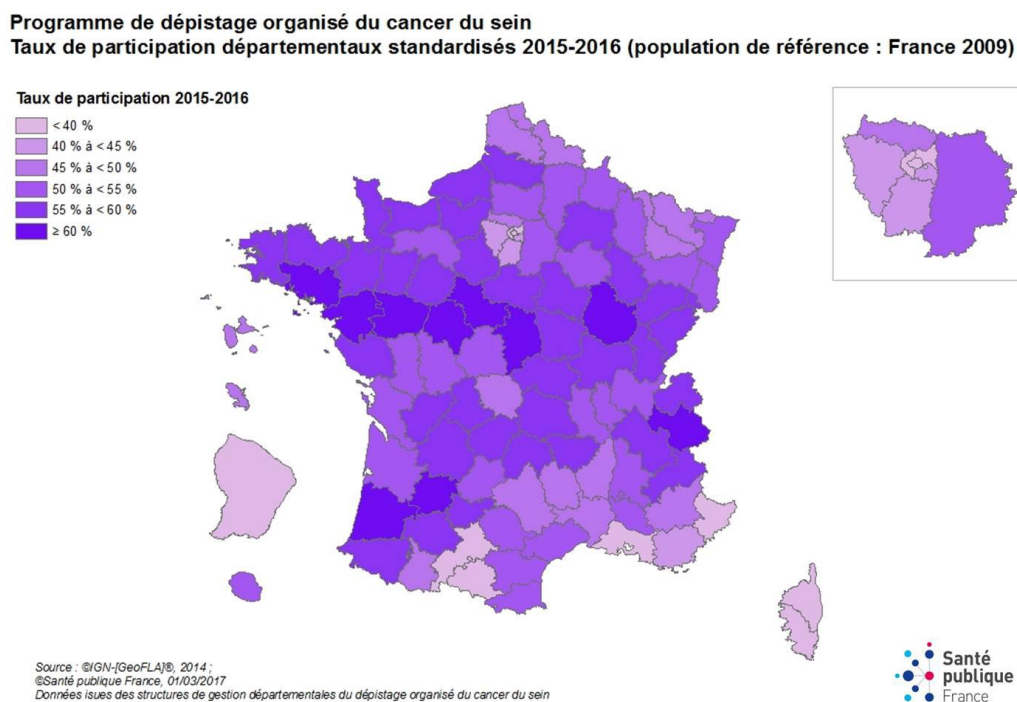 Programme de dépistage organisé du cancer du sein
Taux de participation départementaux standardisés 2015-2016 (population de référence : France 2009)
Taux de participation 2015-2016
< 40 %
40 % à < 45 %
45 % à < 50 %
50 % à < 55 %
55 % à < 60 %
≥ 60 %
Source : ©IGN-[GeoFLA]®, 2014 ;
©Santé publique France, 01/03/2017
Données isues des structures de gestion départementales du dépistage organisé du cancer du sein
Santé
publique
France